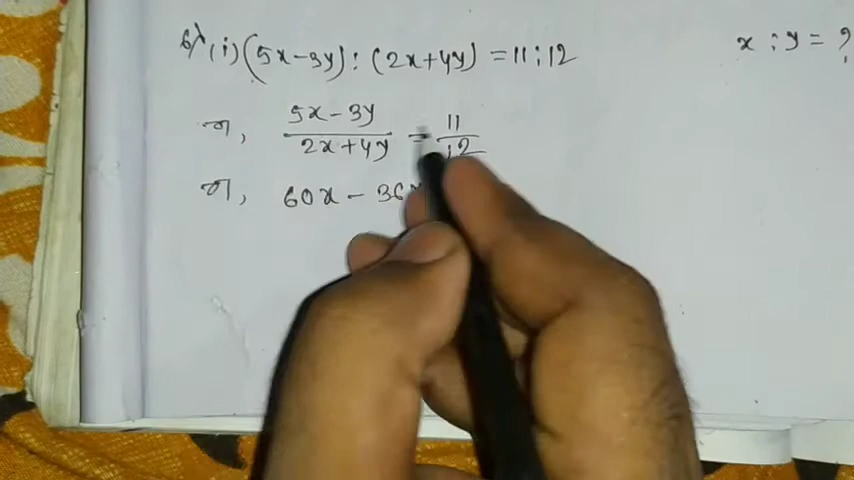 6) (i) (5x-3y) : (2x+4y) = 11 : 12
x : y = ?
বা, 5x-3y / 2x+4y = 11 / 12
বা, 60x - 36